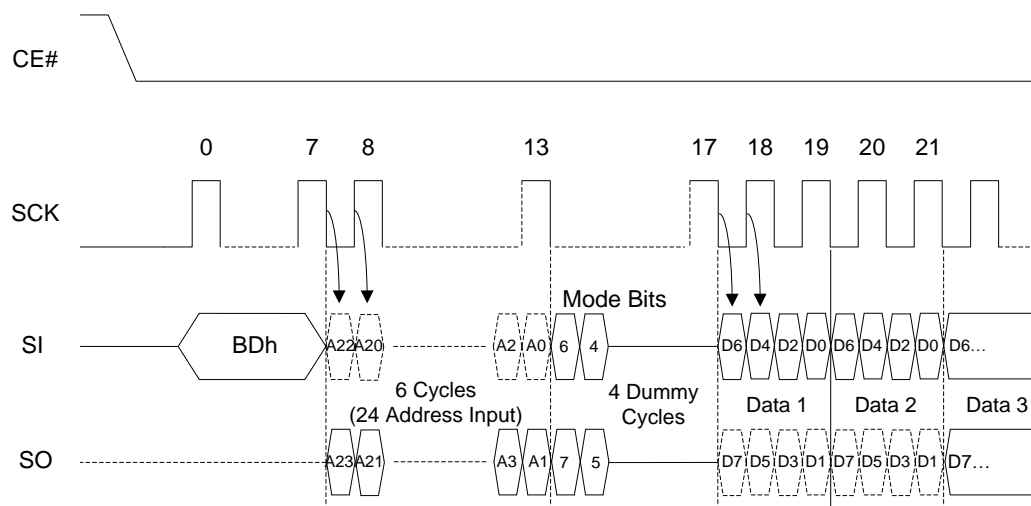 CE#
0 7 8 13 17 18 19 20 21
SCK
Mode Bits
SI BDh A22 A20 A2 A0 6 4 D6 D4 D2 D0 D6 D4 D2 D0 D6...
6 Cycles
(24 Address Input)
4 Dummy
Cycles
Data 1 Data 2 Data 3
SO A23 A21 A3 A1 7 5 D7 D5 D3 D1 D7 D5 D3 D1 D7...